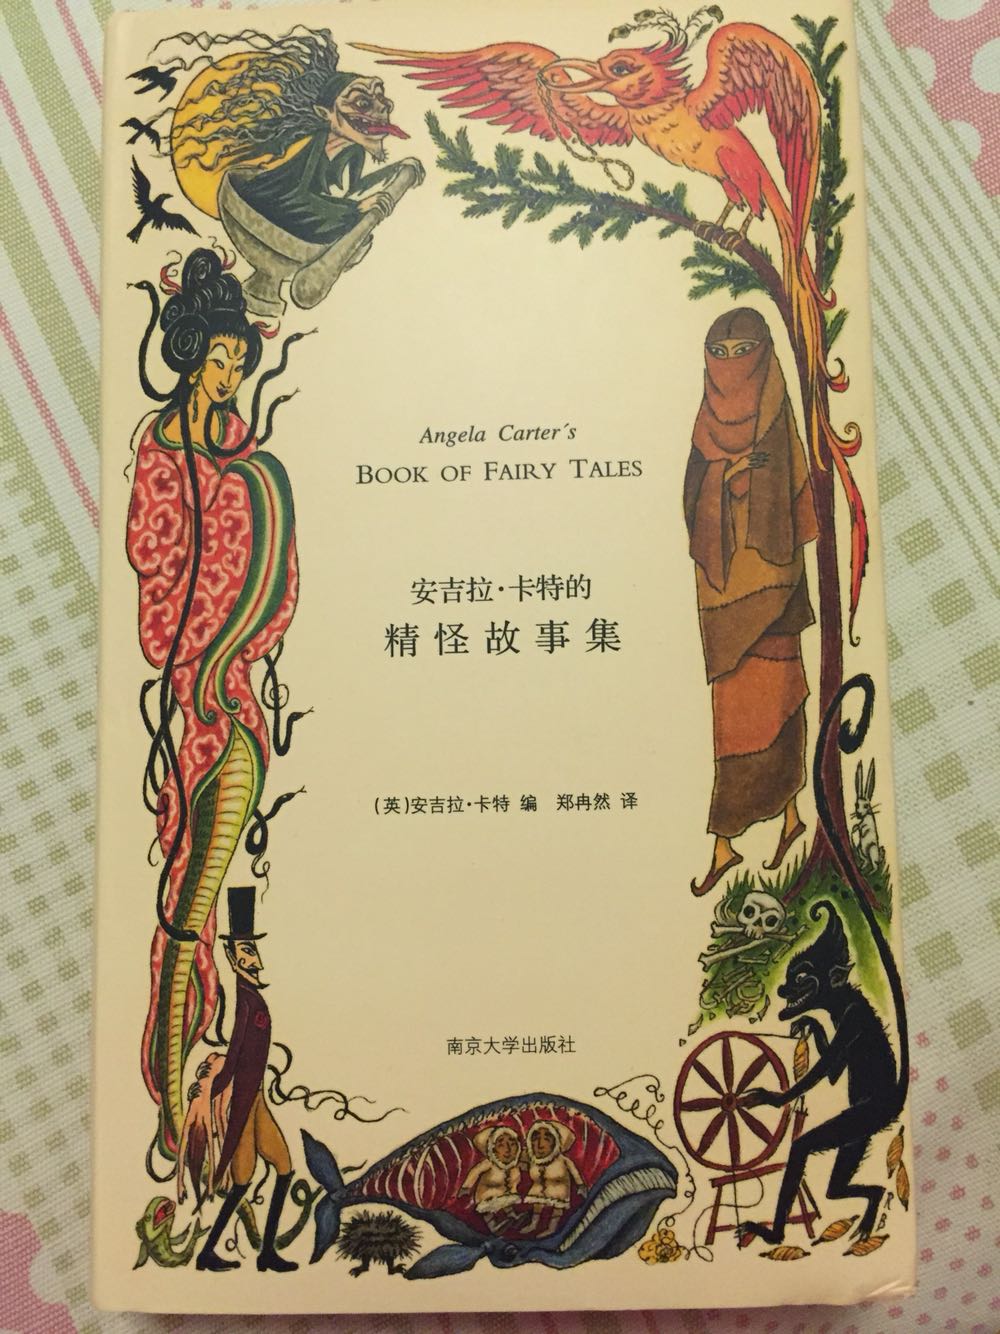 Angela Carter´s
BOOK OF FAIRY TALES
安吉拉·卡特的
精怪故事集
(英)安吉拉·卡特 编 郑冉然 译
南京大学出版社
R
B